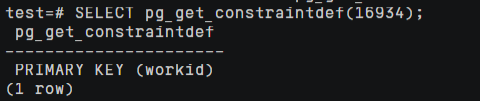 test=# SELECT pg_get_constraintdef(16934);
 pg_get_constraintdef
----------------------
 PRIMARY KEY (workid)
(1 row)